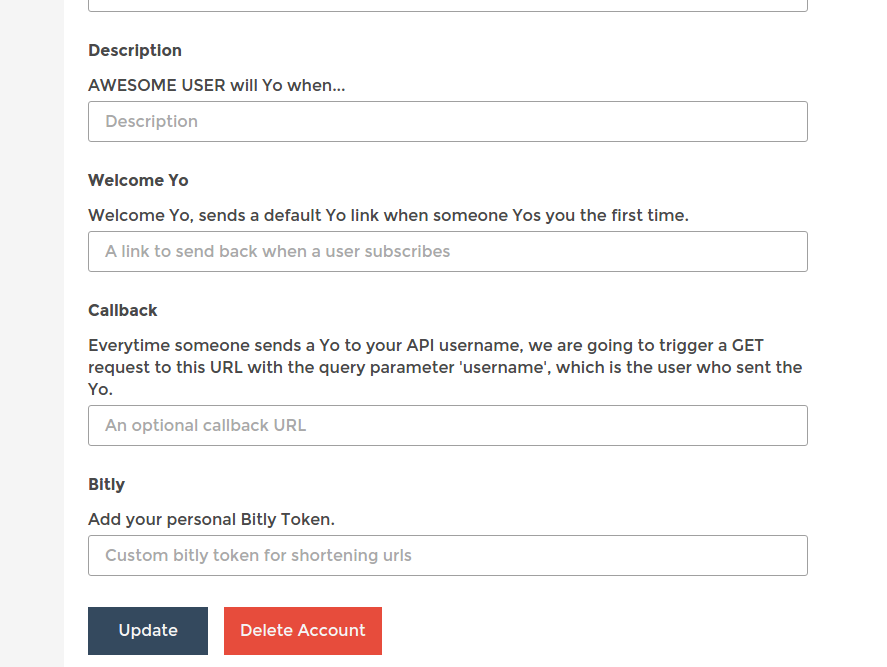 Description
AWESOME USER will Yo when...
Description
Welcome Yo
Welcome Yo, sends a default Yo link when someone Yos you the first time.
A link to send back when a user subscribes
Callback
Everytime someone sends a Yo to your API username, we are going to trigger a GET
request to this URL with the query parameter 'username', which is the user who sent the
Yo.
An optional callback URL
Bitly
Add your personal Bitly Token.
Custom bitly token for shortening urls
Update
Delete Account